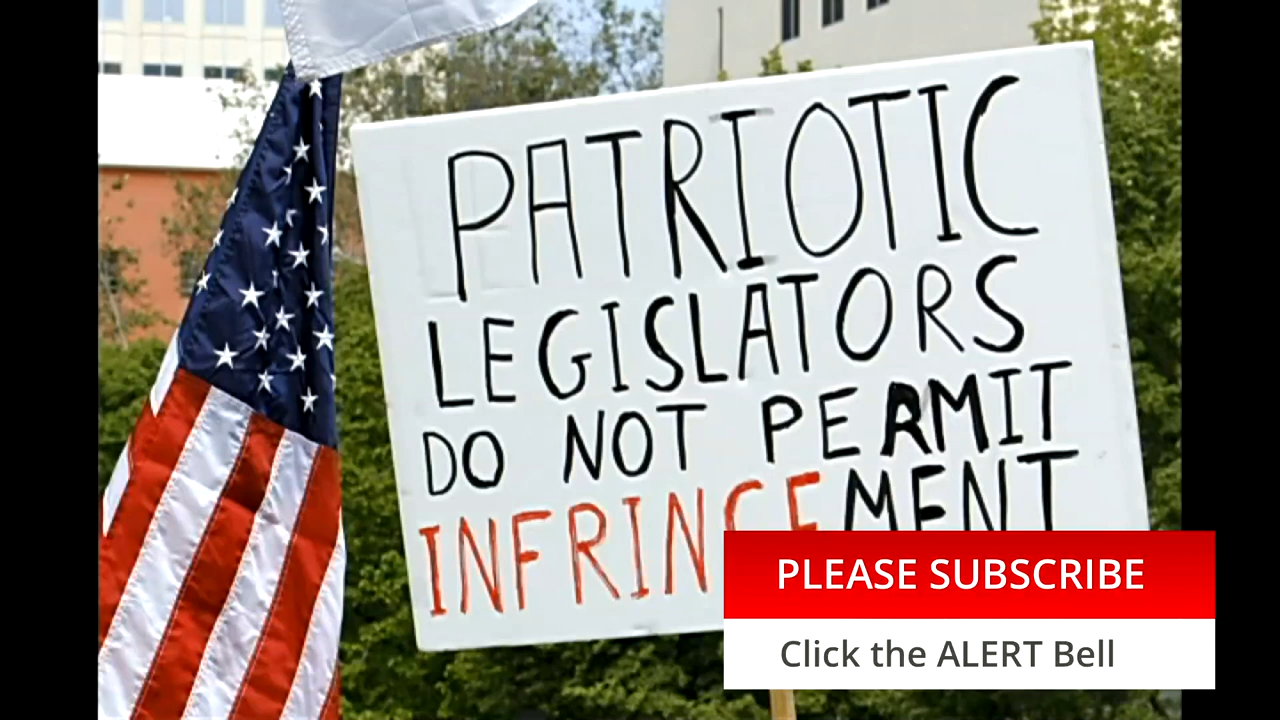 PATRIOTIC
LEGISLATORS
DO NOT PERMIT
INFRINGEMENT
PLEASE SUBSCRIBE
Click the ALERT Bell